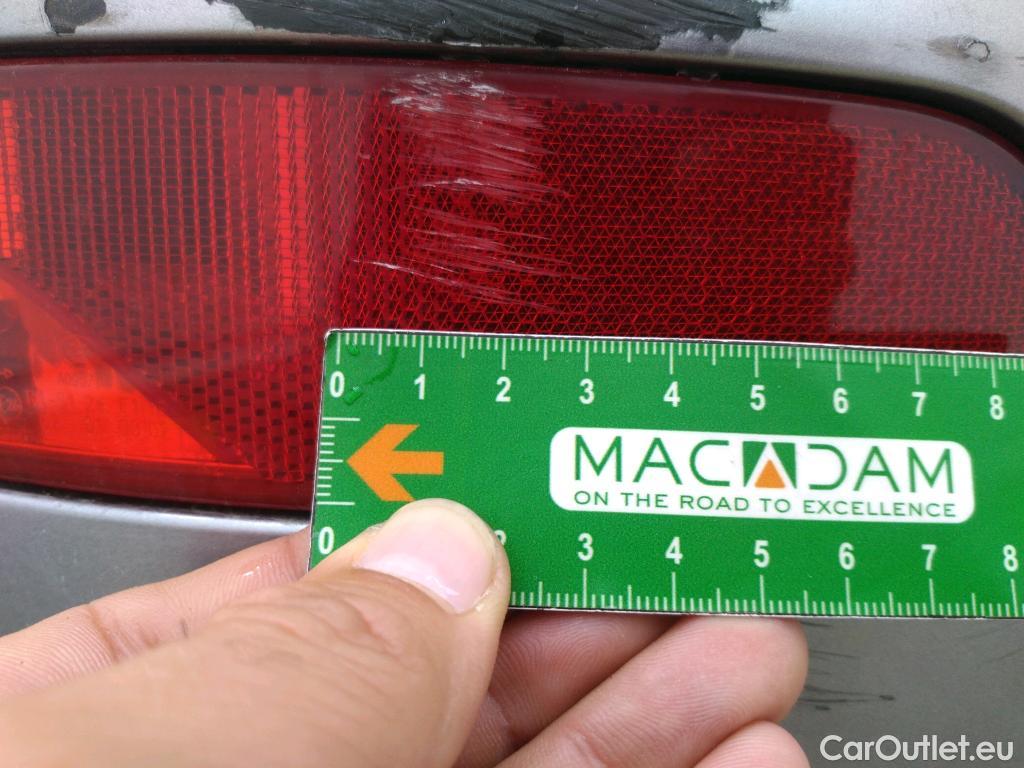 0 1 2 3 4 5 6 7 8
MACADAM
ON THE ROAD TO EXCELLENCE
0 2 3 4 5 6 7 8
CarOutlet.eu